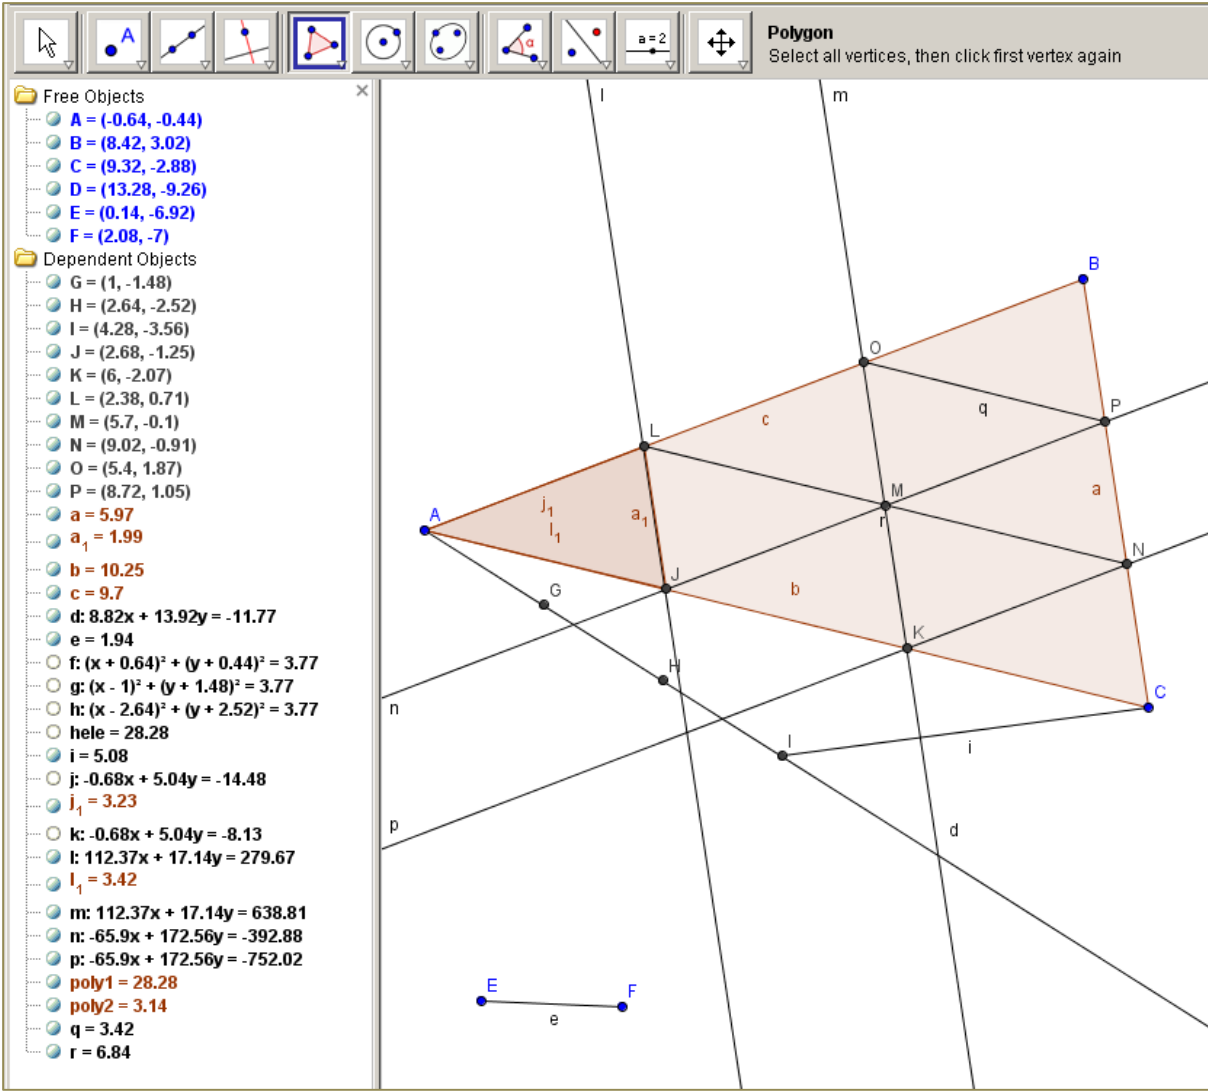 A
a = 2
Polygon
Select all vertices, then click first vertex again
Free Objects
A = (-0.64, -0.44)
B = (8.42, 3.02)
C = (9.32, -2.88)
D = (13.28, -9.26)
E = (0.14, -6.92)
F = (2.08, -7)
Dependent Objects
G = (1, -1.48)
H = (2.64, -2.52)
I = (4.28, -3.56)
J = (2.68, -1.25)
K = (6, -2.07)
L = (2.38, 0.71)
M = (5.7, -0.1)
N = (9.02, -0.91)
O = (5.4, 1.87)
P = (8.72, 1.05)
a = 5.97
a₁ = 1.99
b = 10.25
c = 9.7
d: 8.82x + 13.92y = -11.77
e = 1.94
f: (x + 0.64)² + (y + 0.44)² = 3.77
g: (x - 1)² + (y + 1.48)² = 3.77
h: (x - 2.64)² + (y + 2.52)² = 3.77
hele = 28.28
i = 5.08
j: -0.68x + 5.04y = -14.48
j₁ = 3.23
k: -0.68x + 5.04y = -8.13
l: 112.37x + 17.14y = 279.67
l₁ = 3.42
m: 112.37x + 17.14y = 638.81
n: -65.9x + 172.56y = -392.88
p: -65.9x + 172.56y = -752.02
poly1 = 28.28
poly2 = 3.14
q = 3.42
r = 6.84
l
m
B
O
P
q
c
L
M
a
j₁
a₁
A
l₁
r
N
J
G
b
K
H
C
n
I
i
p
d
E
F
e
α